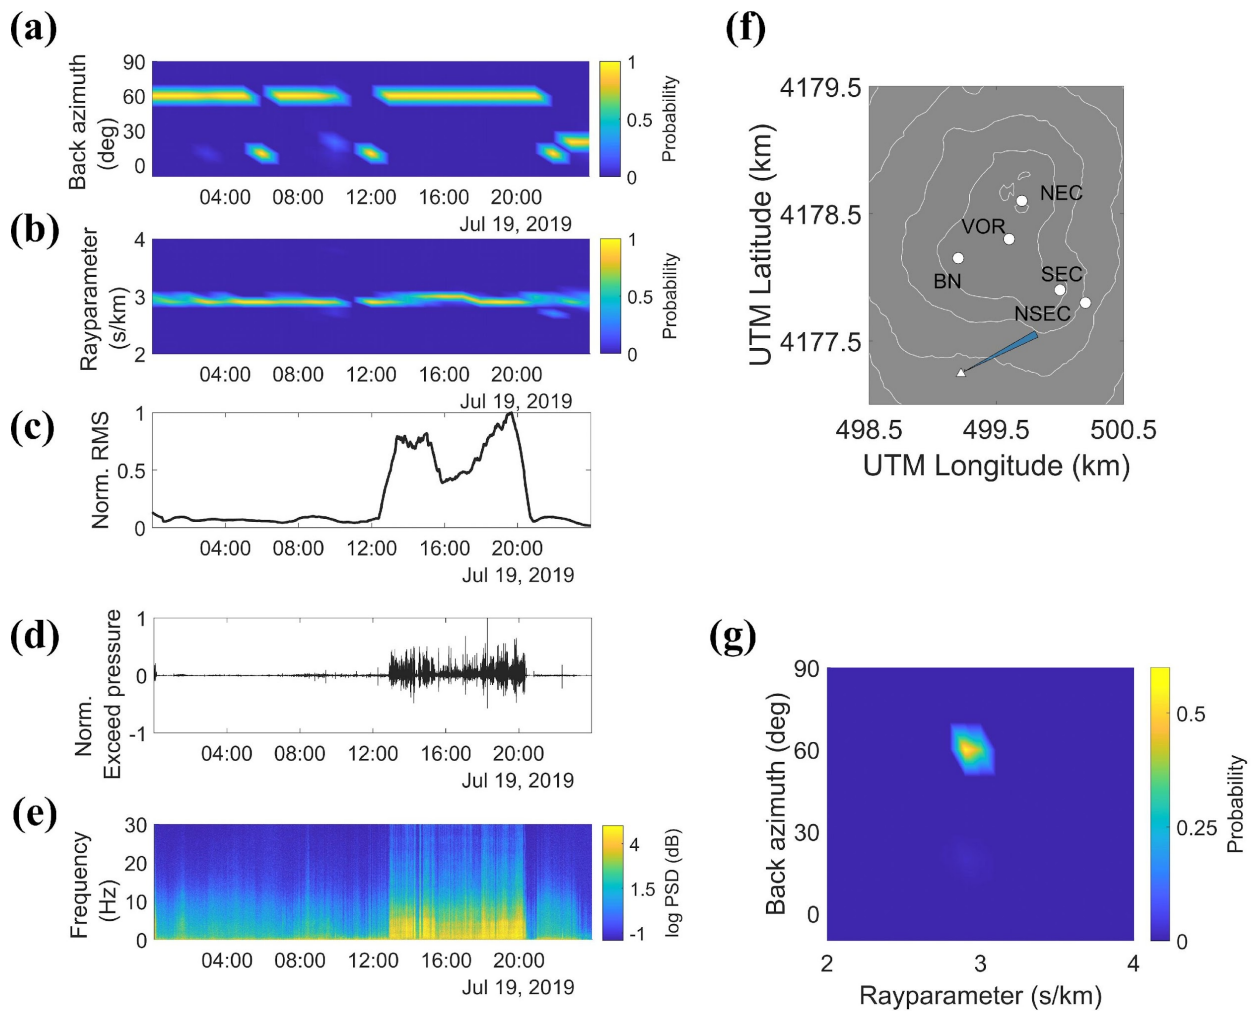 (a)
Back azimuth
(deg)
90
60
30
0
04:00 08:00 12:00 16:00 20:00
Jul 19, 2019
1
0.5
0
Probability
(b)
Rayparameter
(s/km)
4
3
2
04:00 08:00 12:00 16:00 20:00
Jul 19, 2019
1
0.5
0
Probability
(c)
Norm. RMS
1
0.5
0
04:00 08:00 12:00 16:00 20:00
Jul 19, 2019
(d)
Norm.
Exceed pressure
1
0
-1
04:00 08:00 12:00 16:00 20:00
Jul 19, 2019
(e)
Frequency
(Hz)
30
20
10
0
04:00 08:00 12:00 16:00 20:00
Jul 19, 2019
4
1.5
-1
log PSD (dB)
(f)
UTM Latitude (km)
4179.5
4178.5
4177.5
NEC
VOR
BN
SEC
NSEC
498.5 499.5 500.5
UTM Longitude (km)
(g)
Back azimuth (deg)
90
60
30
0
2 3 4
Rayparameter (s/km)
0.5
0.25
0
Probability